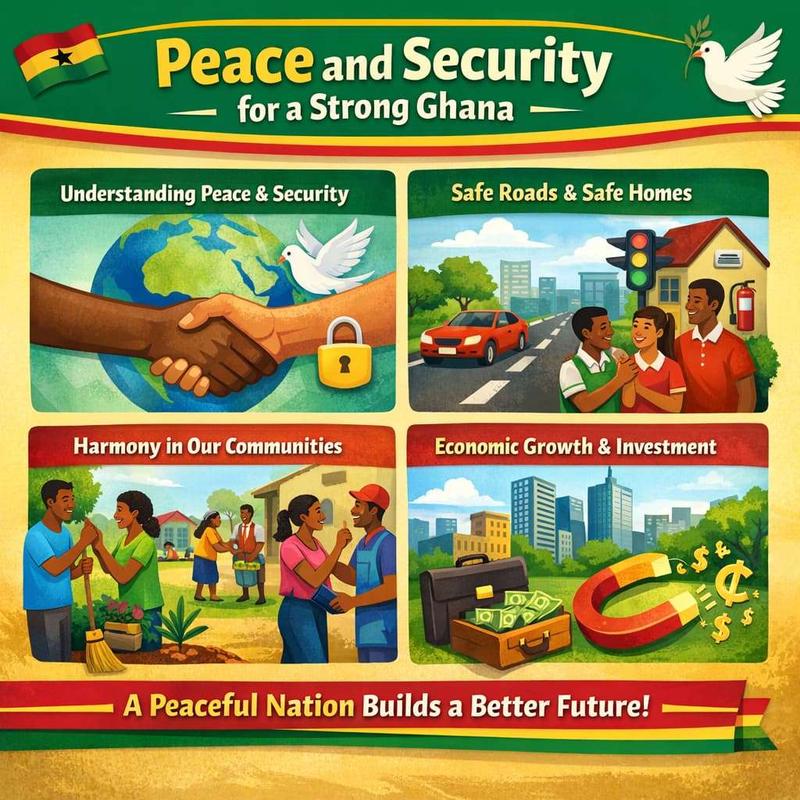 Peace and Security
for a Strong Ghana
Understanding Peace & Security
Safe Roads & Safe Homes
Harmony in Our Communities
Economic Growth & Investment
$
¢
¢
$
$
A Peaceful Nation Builds a Better Future!